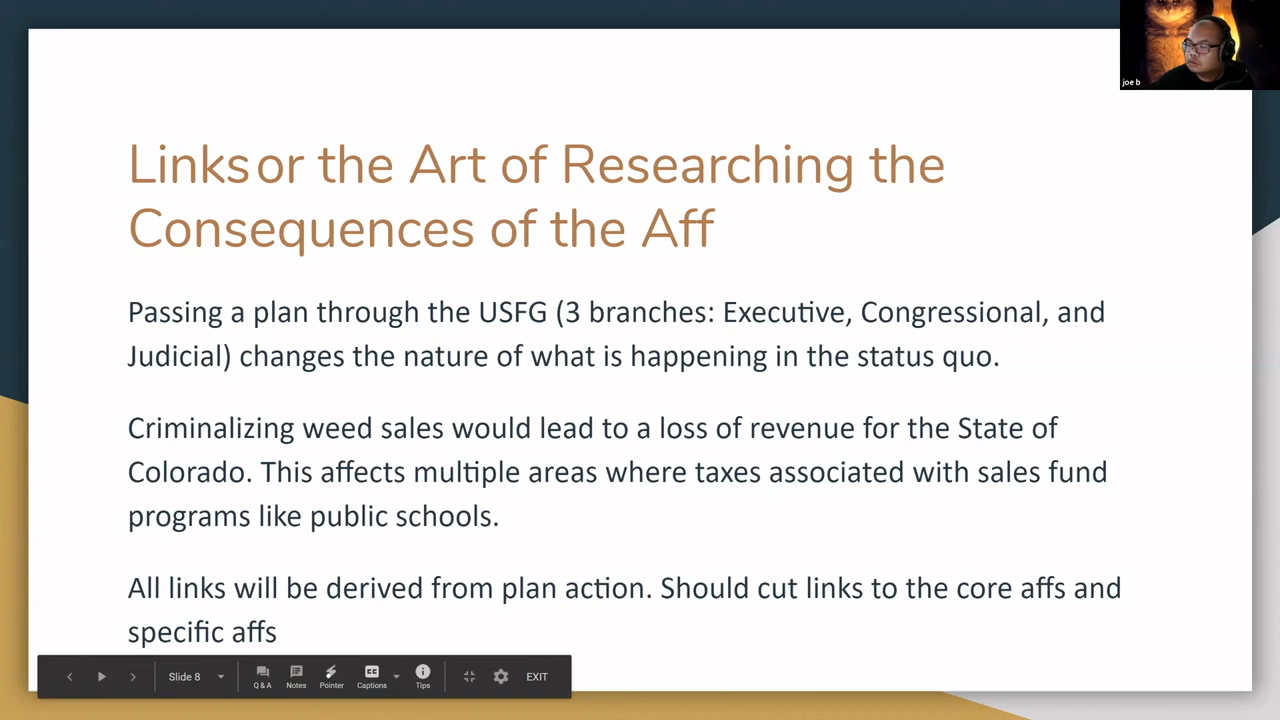 joe b
Links or the Art of Researching the
Consequences of the Aff
Passing a plan through the USFG (3 branches: Executive, Congressional, and
Judicial) changes the nature of what is happening in the status quo.
Criminalizing weed sales would lead to a loss of revenue for the State of
Colorado. This affects multiple areas where taxes associated with sales fund
programs like public schools.
All links will be derived from plan action. Should cut links to the core affs and
specific affs
Slide 8
Q & A
Notes
Pointer
CC
Captions
Tips
EXIT